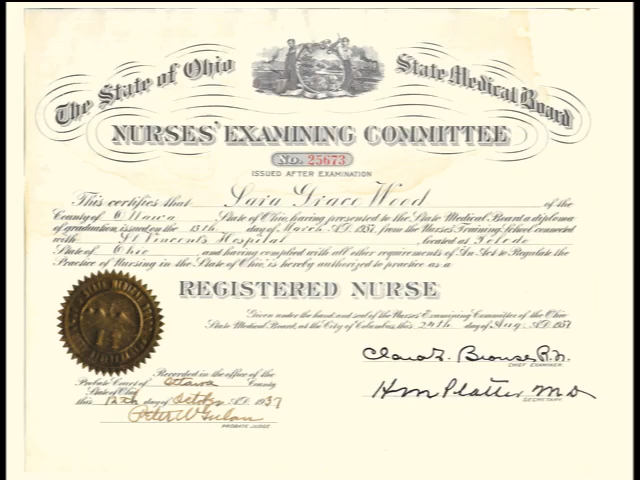 The State of Ohio State Medical Board
NURSES' EXAMINING COMMITTEE
No. 25673
ISSUED AFTER EXAMINATION
This certifies that Sara Grace Weed of the
County of Ottawa State of Ohio, having presented to the State Medical Board a diploma
of graduation issued on the 15th day of March A.D. 1937 from the Nurses Training School connected
with St Vincents Hospital located at Toledo
State of Ohio and having complied with all other requirements of An Act to Regulate the
Practice of Nursing in the State of Ohio, is hereby authorized to practice as a
REGISTERED NURSE
Given under the hand and seal of the Nurses' Examining Committee of the Ohio
State Medical Board, at the City of Columbus, this 24th day of Aug. A.D. 1937
R.N.
CHIEF EXAMINER
H M Platter M D
SECRETARY
Recorded in the office of the
Probate Court of Ottawa County
State of Ohio
this 12th day of October A.D. 1937
PROBATE JUDGE